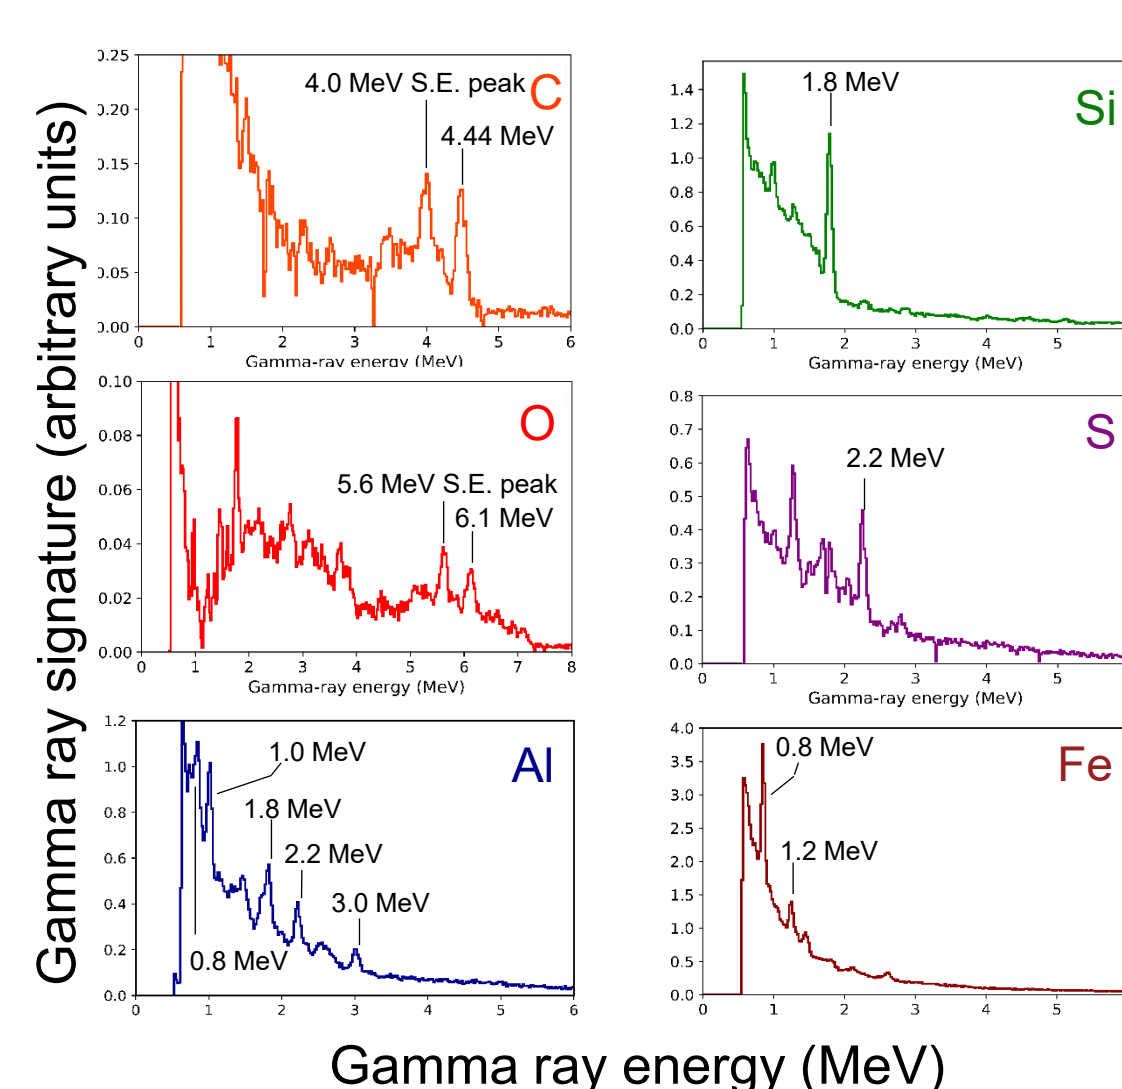 Gamma ray signature (arbitrary units)
0.25
0.20
0.15
0.10
0.05
0.00
4.0 MeV S.E. peak
C
4.44 MeV
0 1 2 3 4 5 6
Gamma-ray energy (MeV)
1.4
1.2
1.0
0.8
0.6
0.4
0.2
0.0
1.8 MeV
Si
0 1 2 3 4 5
Gamma-ray energy (MeV)
0.10
0.08
0.06
0.04
0.02
0.00
O
5.6 MeV S.E. peak
6.1 MeV
0 1 2 3 4 5 6 7 8
Gamma-ray energy (MeV)
0.8
0.7
0.6
0.5
0.4
0.3
0.2
0.1
0.0
S
2.2 MeV
0 1 2 3 4 5
Gamma-ray energy (MeV)
1.2
1.0
0.8
0.6
0.4
0.2
0.0
Al
1.0 MeV
1.8 MeV
2.2 MeV
3.0 MeV
0.8 MeV
0 1 2 3 4 5 6
4.0
3.5
3.0
2.5
2.0
1.5
1.0
0.5
0.0
0.8 MeV
Fe
1.2 MeV
0 1 2 3 4 5
Gamma ray energy (MeV)